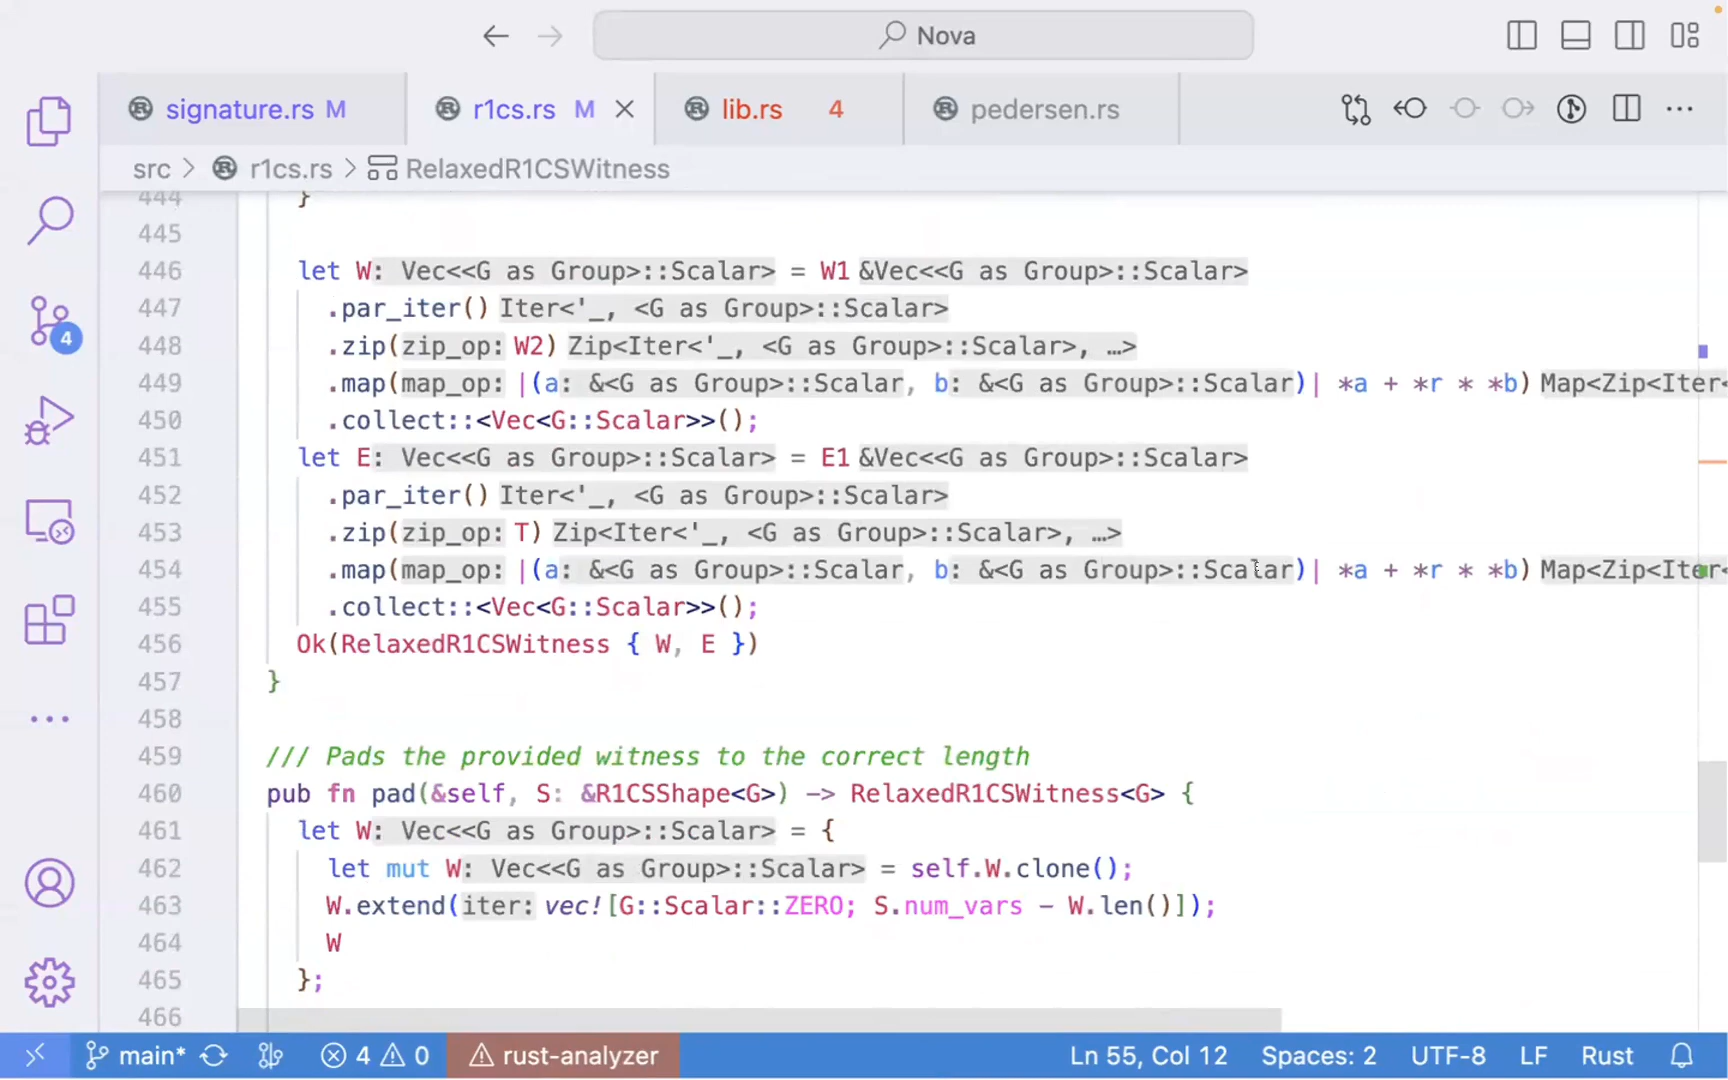 Nova
signature.rs M
r1cs.rs M
lib.rs 4
pedersen.rs
src > r1cs.rs > RelaxedR1CSWitness
444 }
445
446 let W: Vec<<G as Group>::Scalar> = W1 &Vec<<G as Group>::Scalar>
447 .par_iter() Iter<'_, <G as Group>::Scalar>
448 .zip(zip_op: W2) Zip<Iter<'_, <G as Group>::Scalar>, …>
449 .map(map_op: |(a: &<G as Group>::Scalar, b: &<G as Group>::Scalar)| *a + *r * *b) Map<Zip<Iter<
450 .collect::<Vec<G::Scalar>>();
451 let E: Vec<<G as Group>::Scalar> = E1 &Vec<<G as Group>::Scalar>
452 .par_iter() Iter<'_, <G as Group>::Scalar>
453 .zip(zip_op: T) Zip<Iter<'_, <G as Group>::Scalar>, …>
454 .map(map_op: |(a: &<G as Group>::Scalar, b: &<G as Group>::Scalar)| *a + *r * *b) Map<Zip<Iter<
455 .collect::<Vec<G::Scalar>>();
456 Ok(RelaxedR1CSWitness { W, E })
457 }
458
459 /// Pads the provided witness to the correct length
460 pub fn pad(&self, S: &R1CSShape<G>) -> RelaxedR1CSWitness<G> {
461 let W: Vec<<G as Group>::Scalar> = {
462 let mut W: Vec<<G as Group>::Scalar> = self.W.clone();
463 W.extend(iter: vec![G::Scalar::ZERO; S.num_vars - W.len()]);
464 W
465 };
466
4
main* 4 0 rust-analyzer Ln 55, Col 12 Spaces: 2 UTF-8 LF Rust